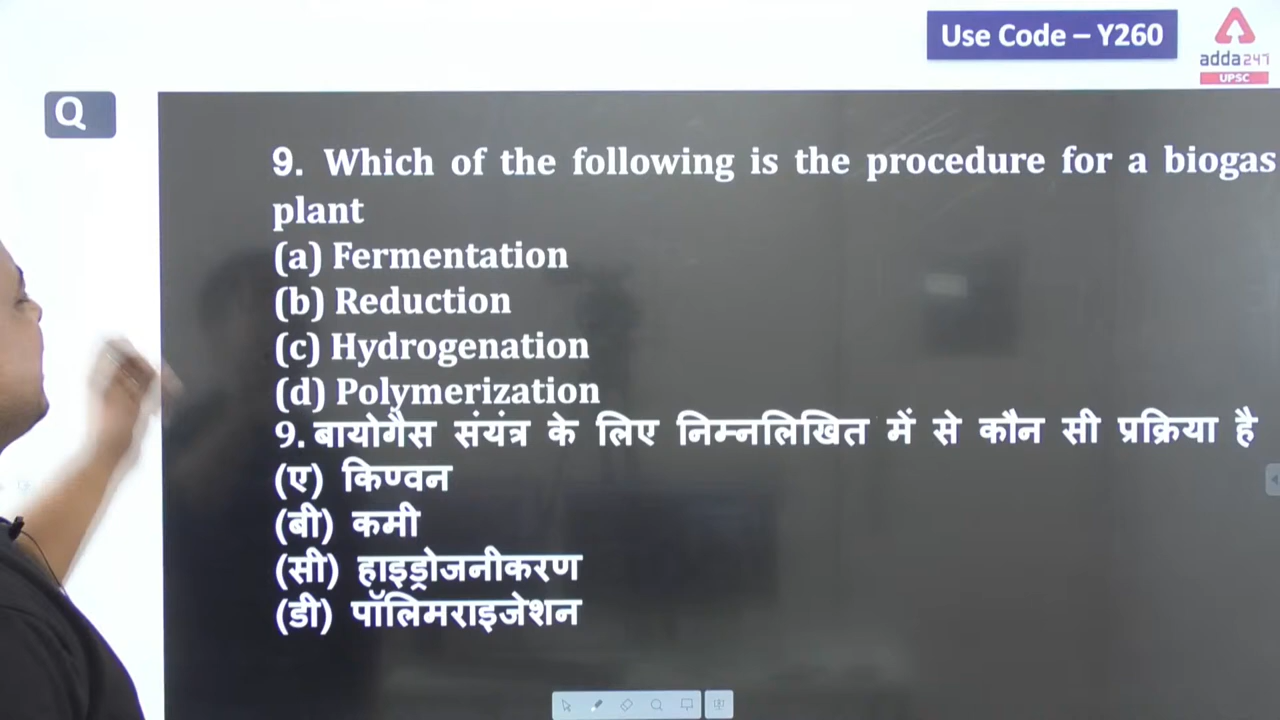 Use Code – Y260
adda247
UPSC
Q
9. Which of the following is the procedure for a biogas
plant
(a) Fermentation
(b) Reduction
(c) Hydrogenation
(d) Polymerization
9. बायोगैस संयंत्र के लिए निम्नलिखित में से कौन सी प्रक्रिया है
(ए) किण्वन
(बी) कमी
(सी) हाइड्रोजनीकरण
(डी) पॉलिमराइजेशन